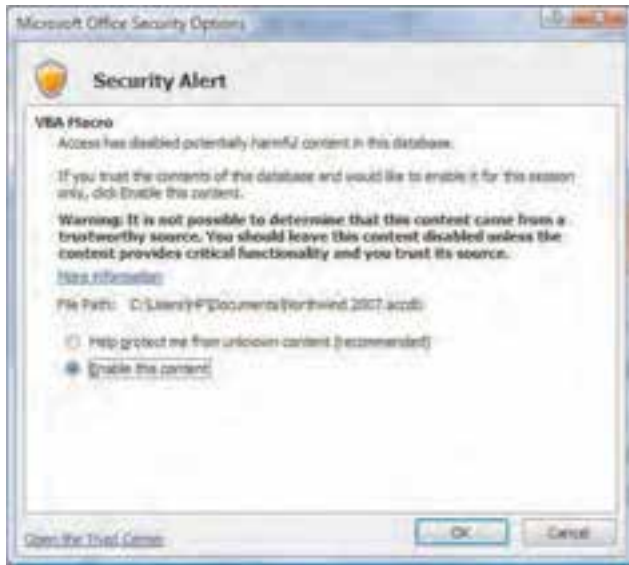 Microsoft Office Security Options
Security Alert
VBA Macro
Access has disabled potentially harmful content in this database.
If you trust the contents of this database and would like to enable it for this session
only, click Enable this content.
Warning: It is not possible to determine that this content came from a
trustworthy source. You should leave this content disabled unless the
content provides critical functionality and you trust its source.
More information
File Path: C:\Users\HP\Documents\Northwind 2007.accdb
Help protect me from unknown content (recommended)
Enable this content
Open the Trust Center
OK
Cancel